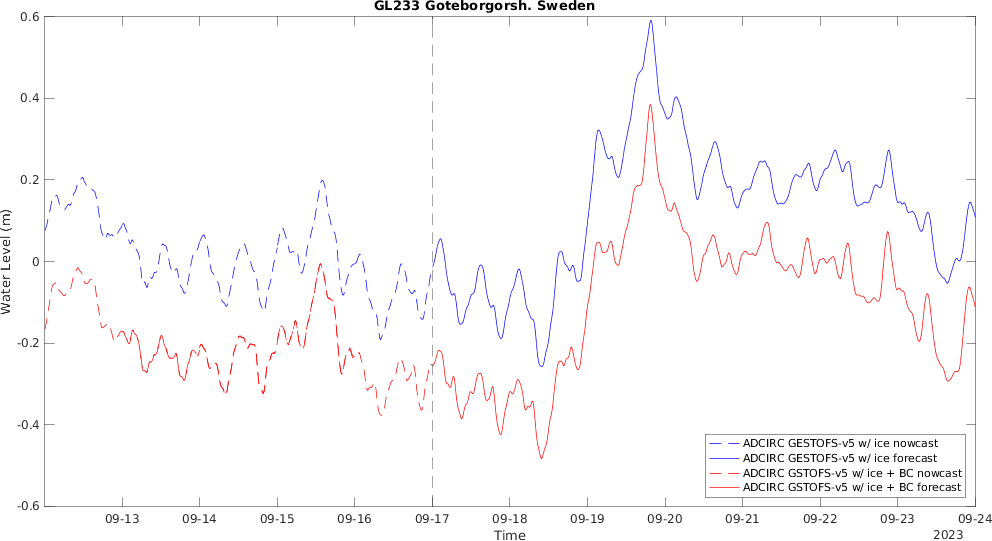 GL233 Goteborgorsh. Sweden
0.6
0.4
0.2
0
-0.2
-0.4
-0.6
Water Level (m)
09-13
09-14
09-15
09-16
09-17
09-18
09-19
09-20
09-21
09-22
09-23
09-24
Time
2023
ADCIRC GESTOFS-v5 w/ ice nowcast
ADCIRC GESTOFS-v5 w/ ice forecast
ADCIRC GSTOFS-v5 w/ ice + BC nowcast
ADCIRC GSTOFS-v5 w/ ice + BC forecast